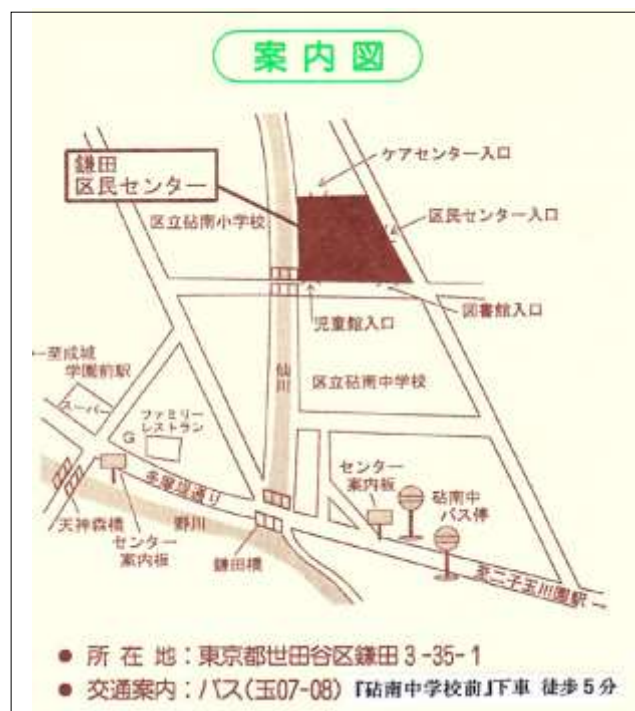 案内図
ケアセンター入口
鎌田
区民センター
区民センター入口
区立砧南小学校
図書館入口
児童館入口
仙川
区立砧南中学校
至成城
学園前駅
スーパー
ファミリー
レストラン
G
多摩堤通り
センター
案内板
砧南中
バス停
天神森橋
センター
案内板
野川
鎌田橋
至二子玉川園駅
● 所在地:東京都世田谷区鎌田3-35-1
● 交通案内:バス(玉07-08)『砧南中学校前』下車 徒歩5分